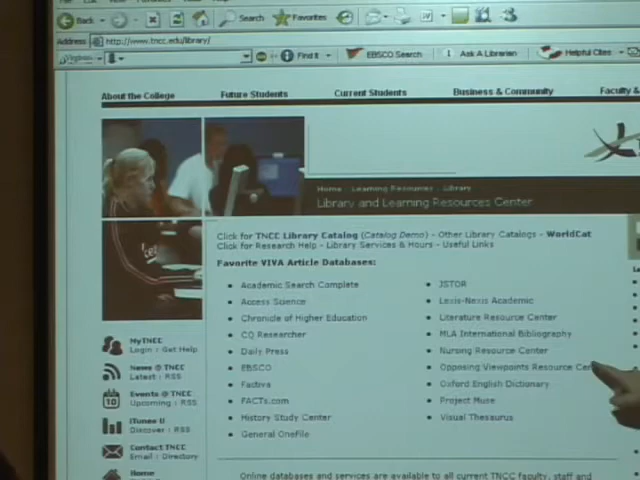 Back
Search
Favorites
Address http://www.tncc.edu/library/
Find It
EBSCO Search
Ask A Librarian
Helpful Cites
About the College
Future Students
Current Students
Business & Community
Faculty &
Home - Learning Resources - Library
Library and Learning Resources Center
Click for TNCC Library Catalog (Catalog Demo) - Other Library Catalogs - WorldCat
Click for Research Help - Library Services & Hours - Useful Links
Favorite VIVA Article Databases:
Academic Search Complete
Access Science
Chronicle of Higher Education
CQ Researcher
Daily Press
EBSCO
Factiva
FACTs.com
History Study Center
General OneFile
JSTOR
Lexis-Nexis Academic
Literature Resource Center
MLA International Bibliography
Nursing Resource Center
Opposing Viewpoints Resource Cen
Oxford English Dictionary
Project Muse
Visual Thesaurus
MyTNCC
Login : Get Help
News @ TNCC
Latest : RSS
Events @ TNCC
Upcoming : RSS
iTunes U
Discover : RSS
Contact TNCC
Email : Directory
Home
Online databases and services are available to all current TNCC faculty, staff and